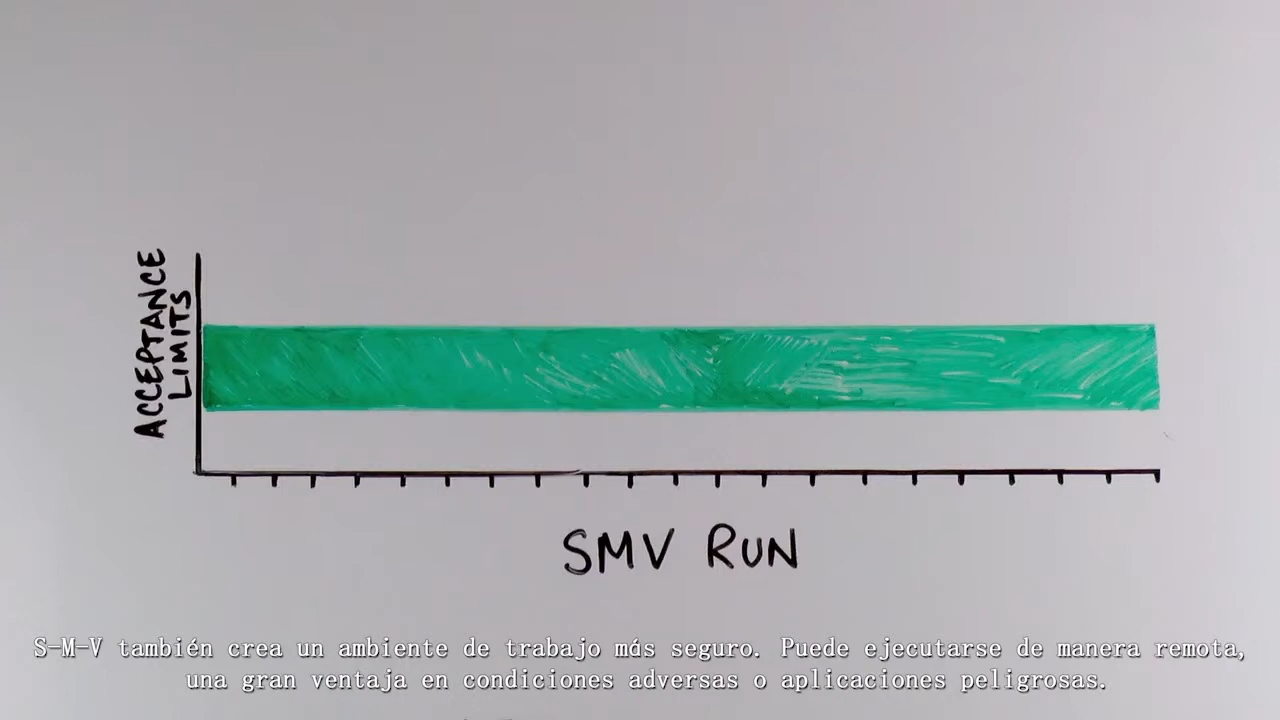 ACCEPTANCE
LIMITS
SMV RUN
S-M-V también crea un ambiente de trabajo más seguro. Puede ejecutarse de manera remota,
una gran ventaja en condiciones adversas o aplicaciones peligrosas.